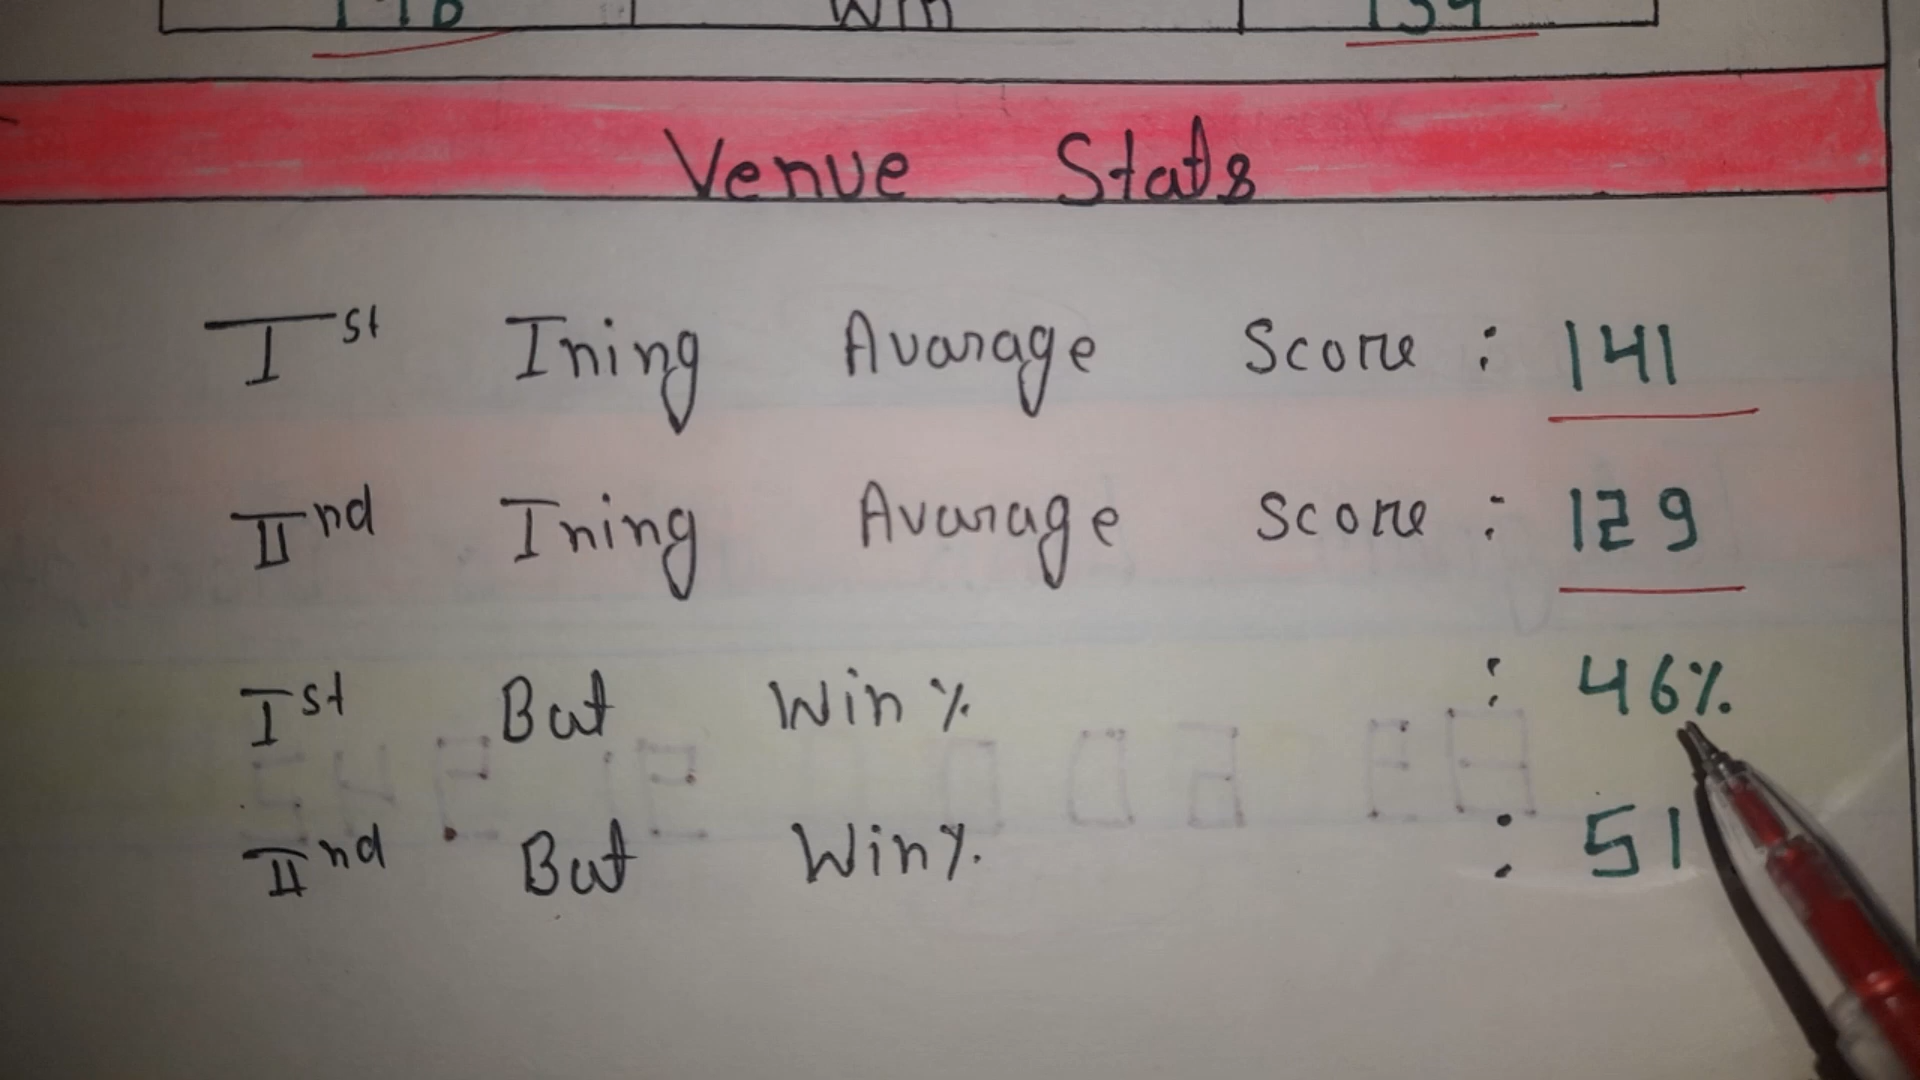 Win
Venue Stats
Ist Ining Avarage Score : 141
IInd Ining Avarage Score : 129
Ist Bat Win % : 46%.
IInd Bat Win %. : 51